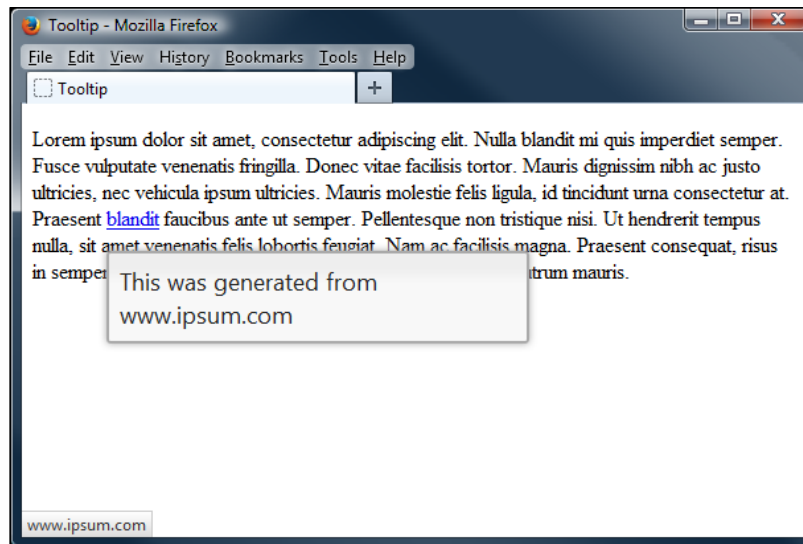 Tooltip - Mozilla Firefox
File Edit View History Bookmarks Tools Help
Tooltip
Lorem ipsum dolor sit amet, consectetur adipiscing elit. Nulla blandit mi quis imperdiet semper.
Fusce vulputate venenatis fringilla. Donec vitae facilisis tortor. Mauris dignissim nibh ac justo
ultricies, nec vehicula ipsum ultricies. Mauris molestie felis ligula, id tincidunt urna consectetur at.
Praesent blandit faucibus ante ut semper. Pellentesque non tristique nisi. Ut hendrerit tempus
nulla, sit amet venenatis felis lobortis feugiat. Nam ac facilisis magna. Praesent consequat, risus
in semper mauris.
This was generated from
www.ipsum.com
www.ipsum.com